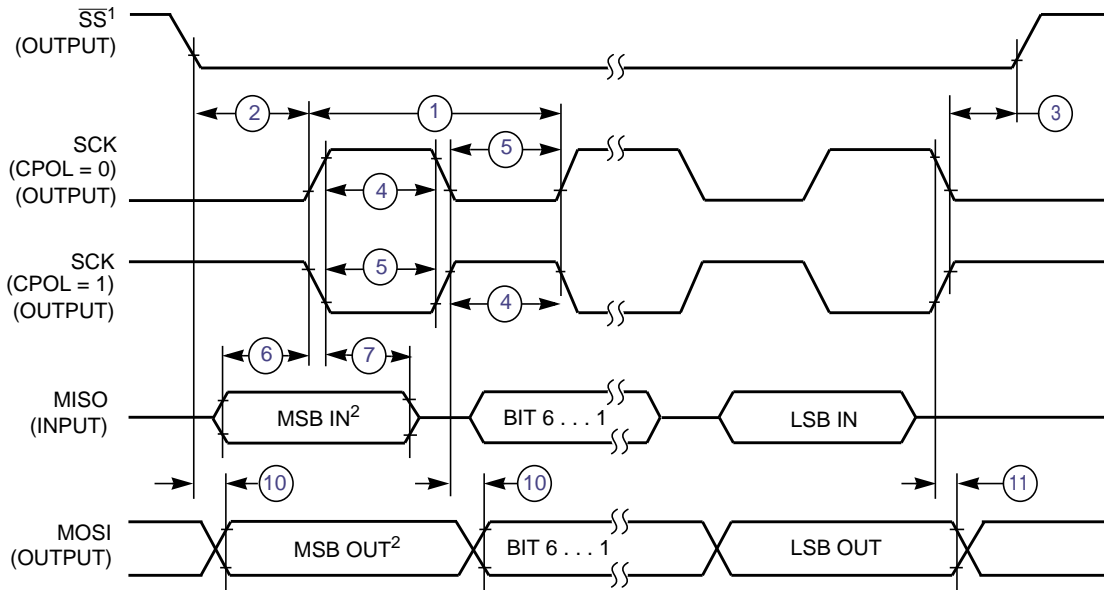 SS¹
(OUTPUT)
2
1
3
SCK
(CPOL = 0)
(OUTPUT)
5
4
SCK
(CPOL = 1)
(OUTPUT)
5
4
6
7
MISO
(INPUT)
MSB IN²
BIT 6 . . . 1
LSB IN
10
10
11
MOSI
(OUTPUT)
MSB OUT²
BIT 6 . . . 1
LSB OUT